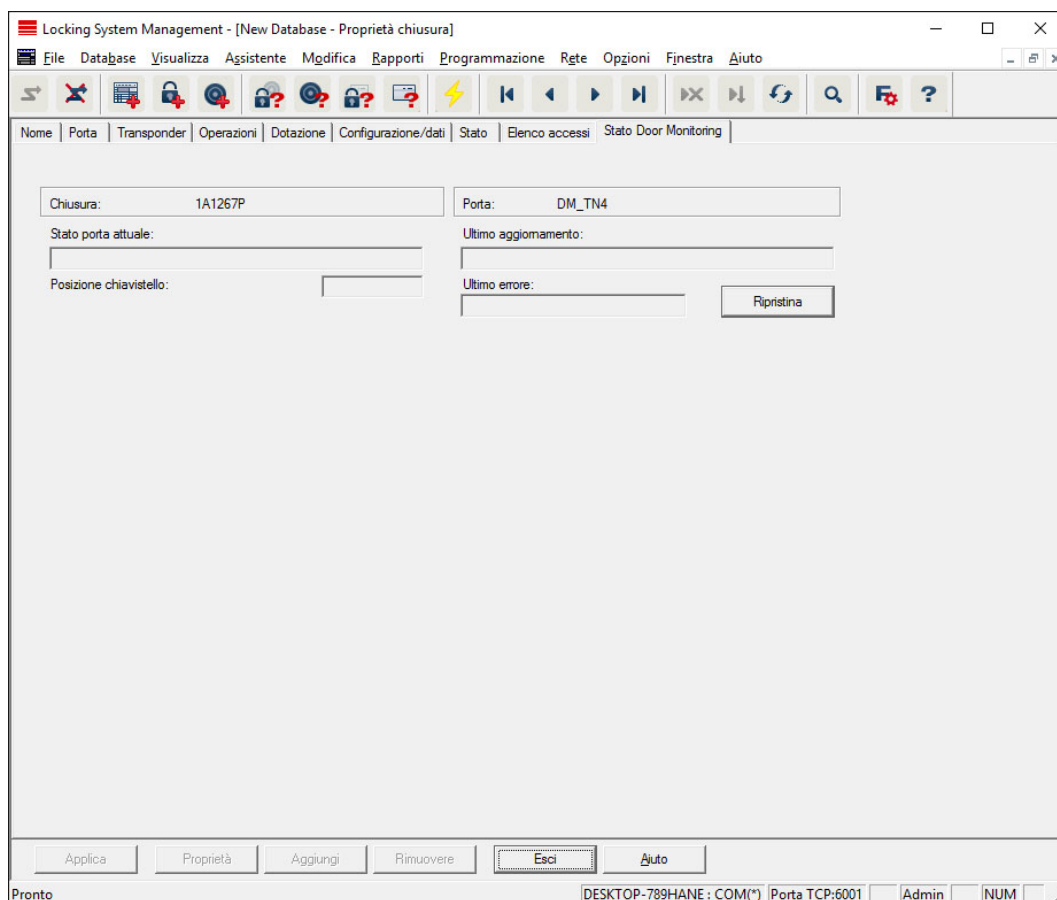 Locking System Management - [New Database - Proprietà chiusura]
File Database Visualizza Assistente Modifica Rapporti Programmazione Rete Opzioni Finestra Aiuto
Nome Porta Transponder Operazioni Dotazione Configurazione/dati Stato Elenco accessi Stato Door Monitoring
Chiusura: 1A1267P Porta: DM_TN4
Stato porta attuale: Ultimo aggiornamento:
Posizione chiavistello: Ultimo errore:
Ripristina
Applica Proprietà Aggiungi Rimuovere Esci Aiuto
Pronto DESKTOP-789HANE : COM(*) Porta TCP:6001 Admin NUM